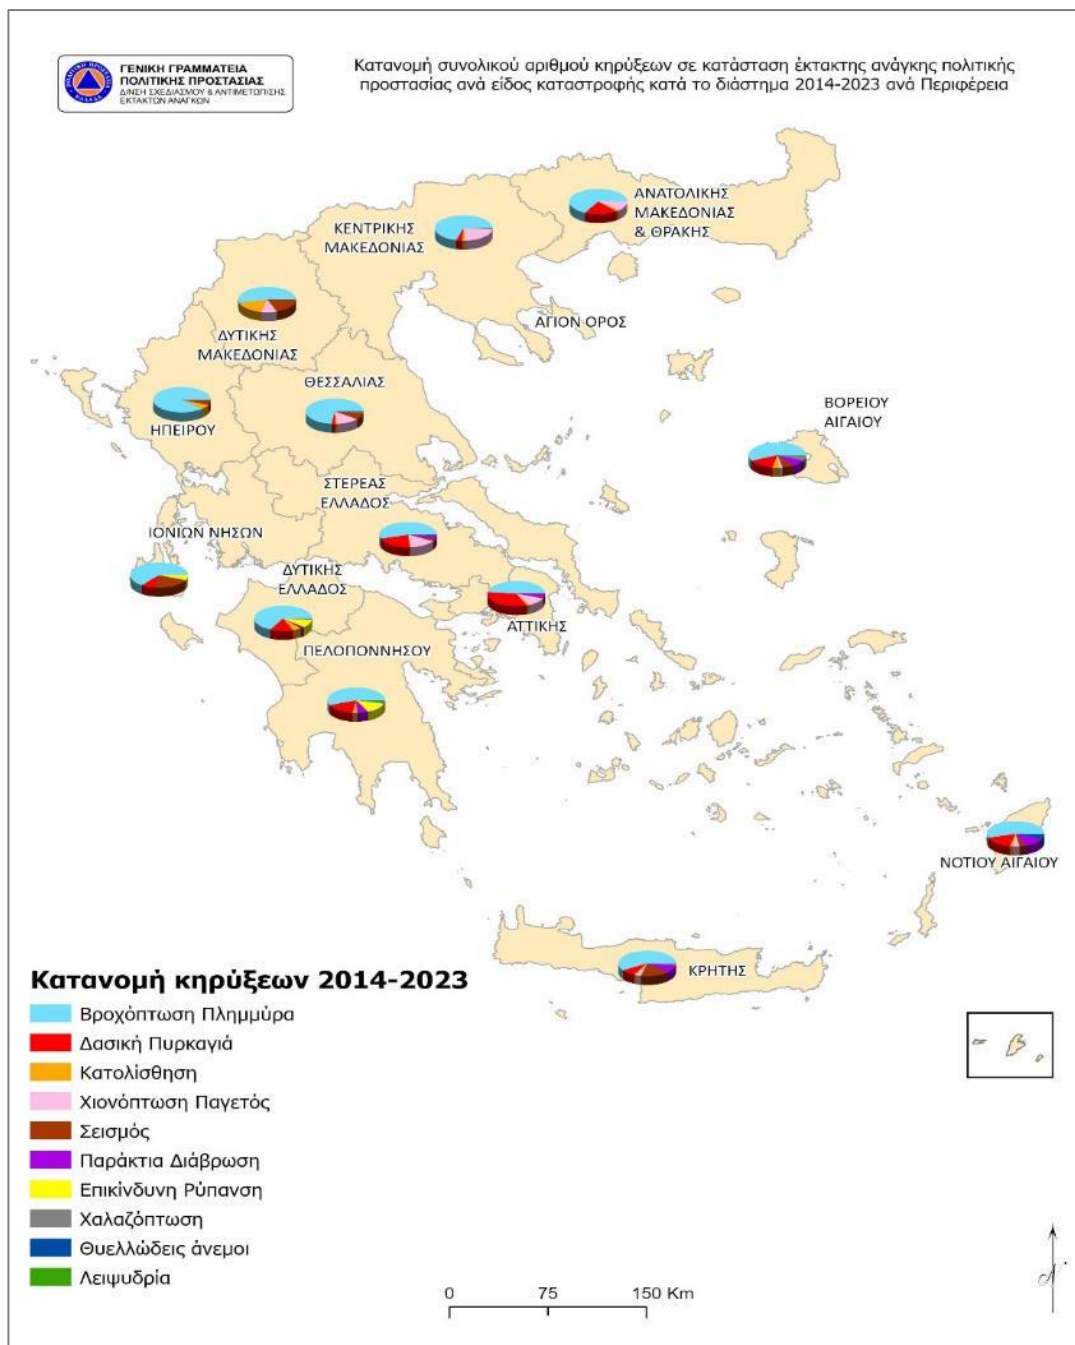 ΓΕΝΙΚΗ ΓΡΑΜΜΑΤΕΙΑ
ΠΟΛΙΤΙΚΗΣ ΠΡΟΣΤΑΣΙΑΣ
Δ/ΝΣΗ ΣΧΕΔΙΑΣΜΟΥ & ΑΝΤΙΜΕΤΩΠΙΣΗΣ
ΕΚΤΑΚΤΩΝ ΑΝΑΓΚΩΝ
Κατανομή συνολικού αριθμού κηρύξεων σε κατάσταση έκτακτης ανάγκης πολιτικής
προστασίας ανά είδος καταστροφής κατά το διάστημα 2014-2023 ανά Περιφέρεια
ΑΝΑΤΟΛΙΚΗΣ
ΜΑΚΕΔΟΝΙΑΣ
& ΘΡΑΚΗΣ
ΚΕΝΤΡΙΚΗΣ
ΜΑΚΕΔΟΝΙΑΣ
ΑΓΙΟΝ ΟΡΟΣ
ΔΥΤΙΚΗΣ
ΜΑΚΕΔΟΝΙΑΣ
ΘΕΣΣΑΛΙΑΣ
ΗΠΕΙΡΟΥ
ΒΟΡΕΙΟΥ
ΑΙΓΑΙΟΥ
ΣΤΕΡΕΑΣ
ΕΛΛΑΔΟΣ
ΙΟΝΙΩΝ ΝΗΣΩΝ
ΔΥΤΙΚΗΣ
ΕΛΛΑΔΟΣ
ΑΤΤΙΚΗΣ
ΠΕΛΟΠΟΝΝΗΣΟΥ
ΝΟΤΙΟΥ ΑΙΓΑΙΟΥ
ΚΡΗΤΗΣ
Κατανομή κηρύξεων 2014-2023
Βροχόπτωση Πλημμύρα
Δασική Πυρκαγιά
Κατολίσθηση
Χιονόπτωση Παγετός
Σεισμός
Παράκτια Διάβρωση
Επικίνδυνη Ρύπανση
Χαλαζόπτωση
Θυελλώδεις άνεμοι
Λειψυδρία
0 75 150 Km
N